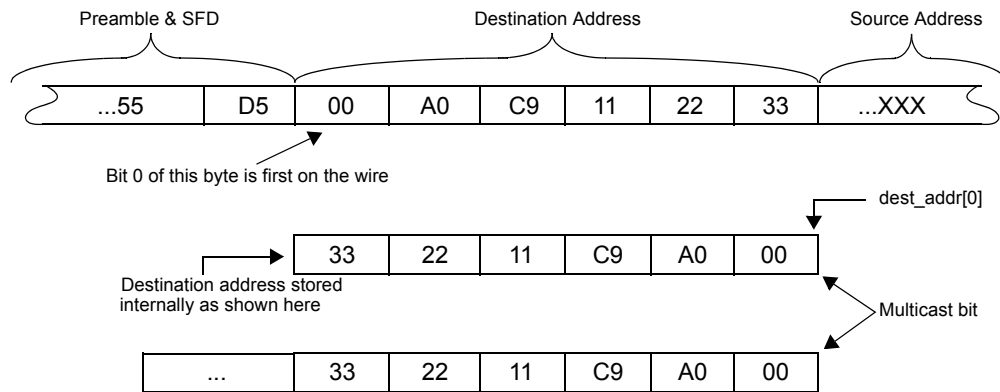 Preamble & SFD Destination Address Source Address
...55 D5 00 A0 C9 11 22 33 ...XXX
Bit 0 of this byte is first on the wire
dest_addr[0]
33 22 11 C9 A0 00
Destination address stored
internally as shown here
Multicast bit
... 33 22 11 C9 A0 00